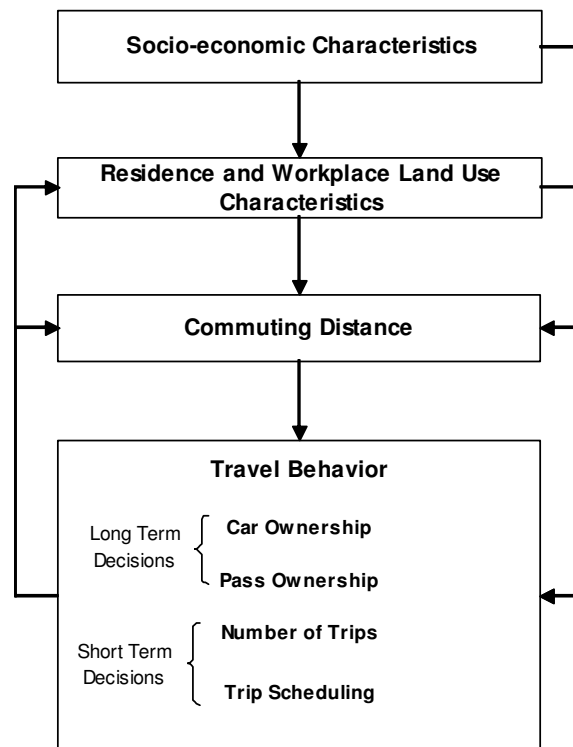 Socio-economic Characteristics
Residence and Workplace Land Use
Characteristics
Commuting Distance
Travel Behavior
Long Term
Decisions
Car Ownership
Pass Ownership
Short Term
Decisions
Number of Trips
Trip Scheduling